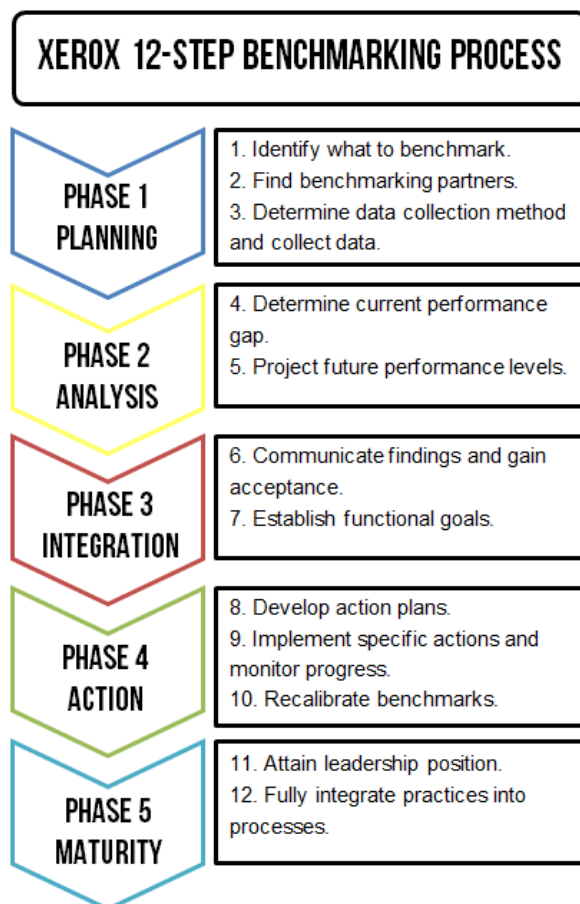 XEROX 12-STEP BENCHMARKING PROCESS
PHASE 1
PLANNING
1. Identify what to benchmark.
2. Find benchmarking partners.
3. Determine data collection method
and collect data.
PHASE 2
ANALYSIS
4. Determine current performance
gap.
5. Project future performance levels.
PHASE 3
INTEGRATION
6. Communicate findings and gain
acceptance.
7. Establish functional goals.
PHASE 4
ACTION
8. Develop action plans.
9. Implement specific actions and
monitor progress.
10. Recalibrate benchmarks.
PHASE 5
MATURITY
11. Attain leadership position.
12. Fully integrate practices into
processes.